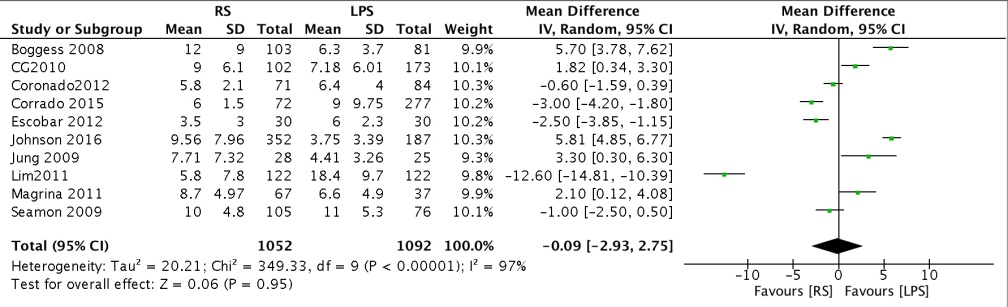 RS LPS Mean Difference Mean Difference
Study or Subgroup Mean SD Total Mean SD Total Weight IV, Random, 95% CI IV, Random, 95% CI
Boggess 2008 12 9 103 6.3 3.7 81 9.9% 5.70 [3.78, 7.62]
CG2010 9 6.1 102 7.18 6.01 173 10.1% 1.82 [0.34, 3.30]
Coronado2012 5.8 2.1 71 6.4 4 84 10.3% -0.60 [-1.59, 0.39]
Corrado 2015 6 1.5 72 9 9.75 277 10.2% -3.00 [-4.20, -1.80]
Escobar 2012 3.5 3 30 6 2.3 30 10.2% -2.50 [-3.85, -1.15]
Johnson 2016 9.56 7.96 352 3.75 3.39 187 10.3% 5.81 [4.85, 6.77]
Jung 2009 7.71 7.32 28 4.41 3.26 25 9.3% 3.30 [0.30, 6.30]
Lim2011 5.8 7.8 122 18.4 9.7 122 9.8% -12.60 [-14.81, -10.39]
Magrina 2011 8.7 4.97 67 6.6 4.9 37 9.9% 2.10 [0.12, 4.08]
Seamon 2009 10 4.8 105 11 5.3 76 10.1% -1.00 [-2.50, 0.50]
Total (95% CI) 1052 1092 100.0% -0.09 [-2.93, 2.75]
Heterogeneity: Tau² = 20.21; Chi² = 349.33, df = 9 (P < 0.00001); I² = 97%
Test for overall effect: Z = 0.06 (P = 0.95)
-10 -5 0 5 10
Favours [RS] Favours [LPS]